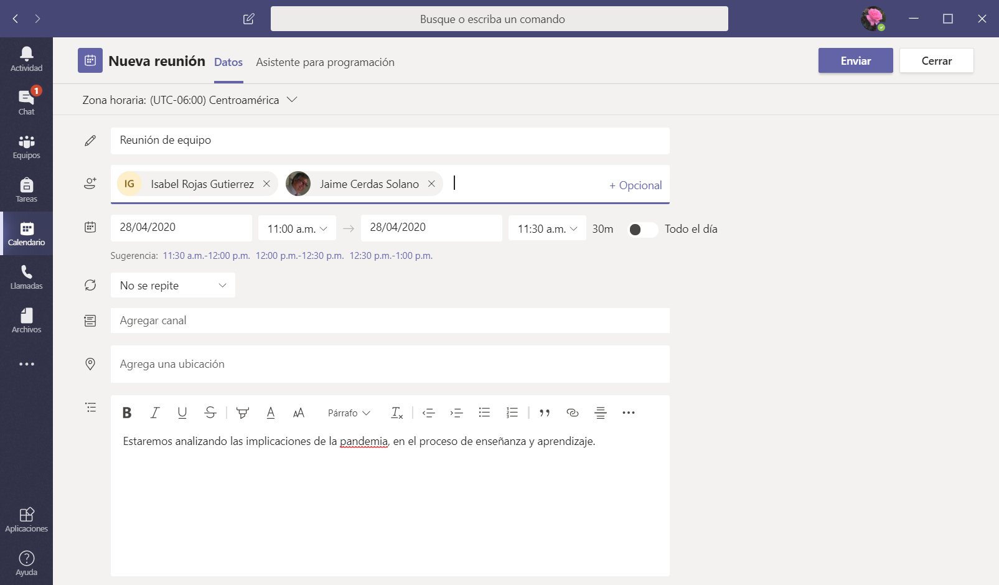 Busque o escriba un comando
Actividad
1
Chat
Equipos
Tareas
Calendario
Llamadas
Archivos
Aplicaciones
Ayuda
Nueva reunión Datos Asistente para programación Enviar Cerrar
Zona horaria: (UTC-06:00) Centroamérica
Reunión de equipo
IG Isabel Rojas Gutierrez Jaime Cerdas Solano + Opcional
28/04/2020 11:00 a.m. 28/04/2020 11:30 a.m. 30m Todo el día
Sugerencia: 11:30 a.m.-12:00 p.m. 12:00 p.m.-12:30 p.m. 12:30 p.m.-1:00 p.m.
No se repite
Agregar canal
Agrega una ubicación
B I U S A AA Párrafo
Estaremos analizando las implicaciones de la pandemia, en el proceso de enseñanza y aprendizaje.